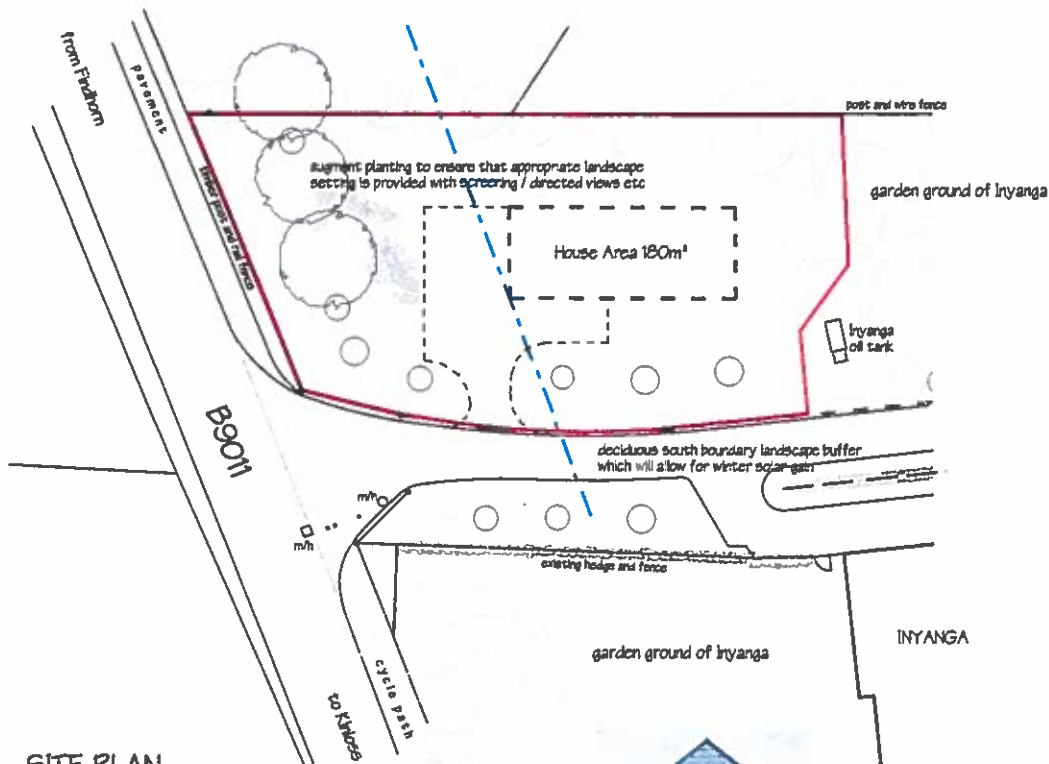 from Findhorn
pavement
post and wire fence
timber post and rail fence
augment planting to ensure that appropriate landscape
setting is provided with screening / directed views etc
garden ground of Inyanga
House Area 180m²
Inyanga
oil tank
B9011
deciduous south boundary landscape buffer
which will allow for winter solar gain
m/h
m/h
existing hedge and fence
INYANGA
garden ground of Inyanga
cycle path
to Kinloss
SITE PLAN